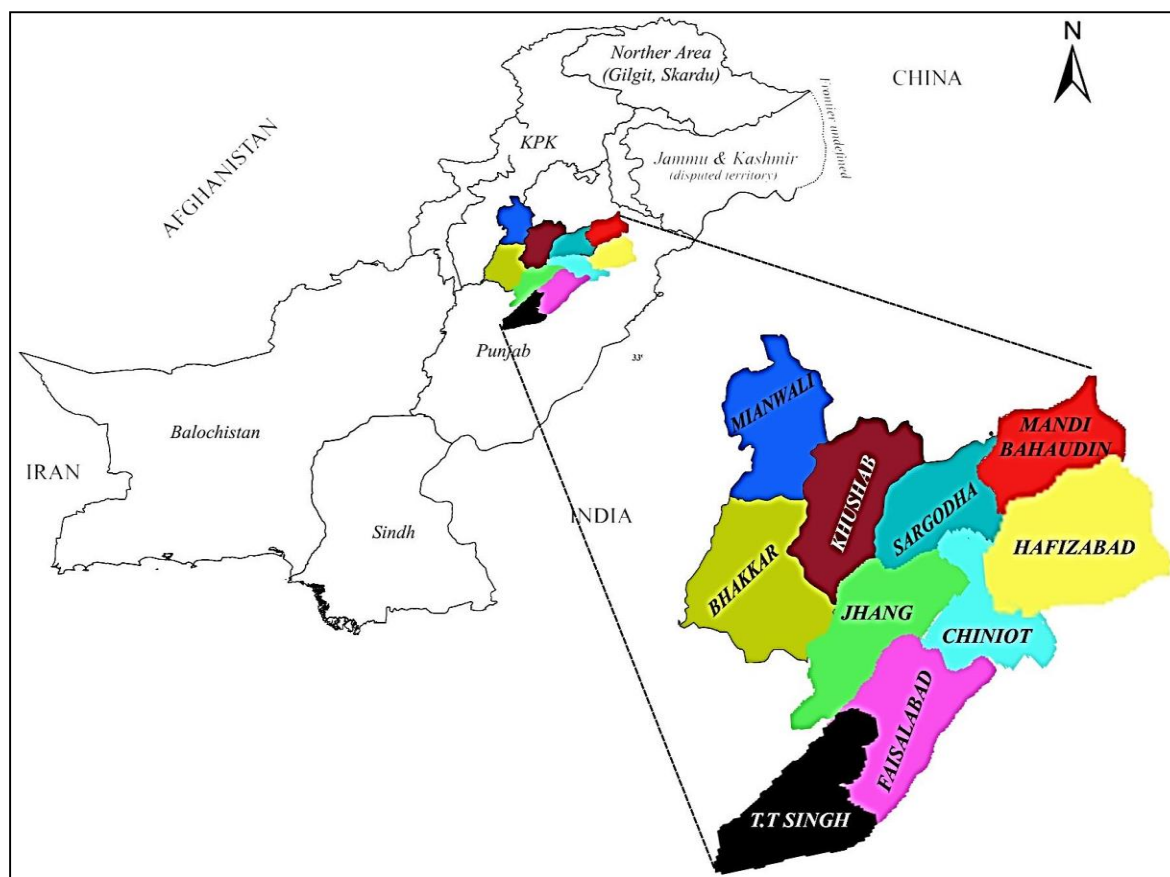 N
Norther Area
(Gilgit, Skardu)
CHINA
Frontier undefined
KPK
Jammu & Kashmir
(disputed territory)
AFGHANISTAN
Punjab
33'
Balochistan
IRAN
Sindh
INDIA
MIANWALI
MANDI
BAHAUDIN
KHUSHAB
SARGODHA
HAFIZABAD
BHAKKAR
JHANG
CHINIOT
FAISALABAD
T.T SINGH